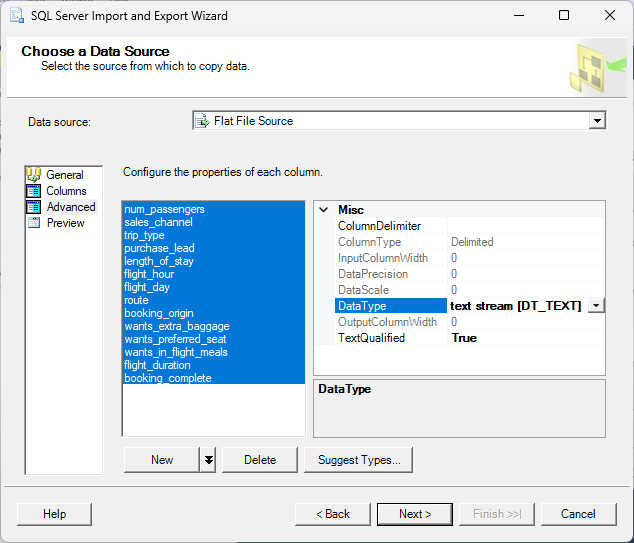 SQL Server Import and Export Wizard
Choose a Data Source
Select the source from which to copy data.
Data source:
Flat File Source
General
Columns
Advanced
Preview
Configure the properties of each column.
num_passengers
sales_channel
trip_type
purchase_lead
length_of_stay
flight_hour
flight_day
route
booking_origin
wants_extra_baggage
wants_preferred_seat
wants_in_flight_meals
flight_duration
booking_complete
Misc
ColumnDelimiter
ColumnType Delimited
InputColumnWidth 0
DataPrecision 0
DataScale 0
DataType text stream [DT_TEXT]
OutputColumnWidth 0
TextQualified True
DataType
New
Delete
Suggest Types...
Help
< Back
Next >
Finish >>|
Cancel